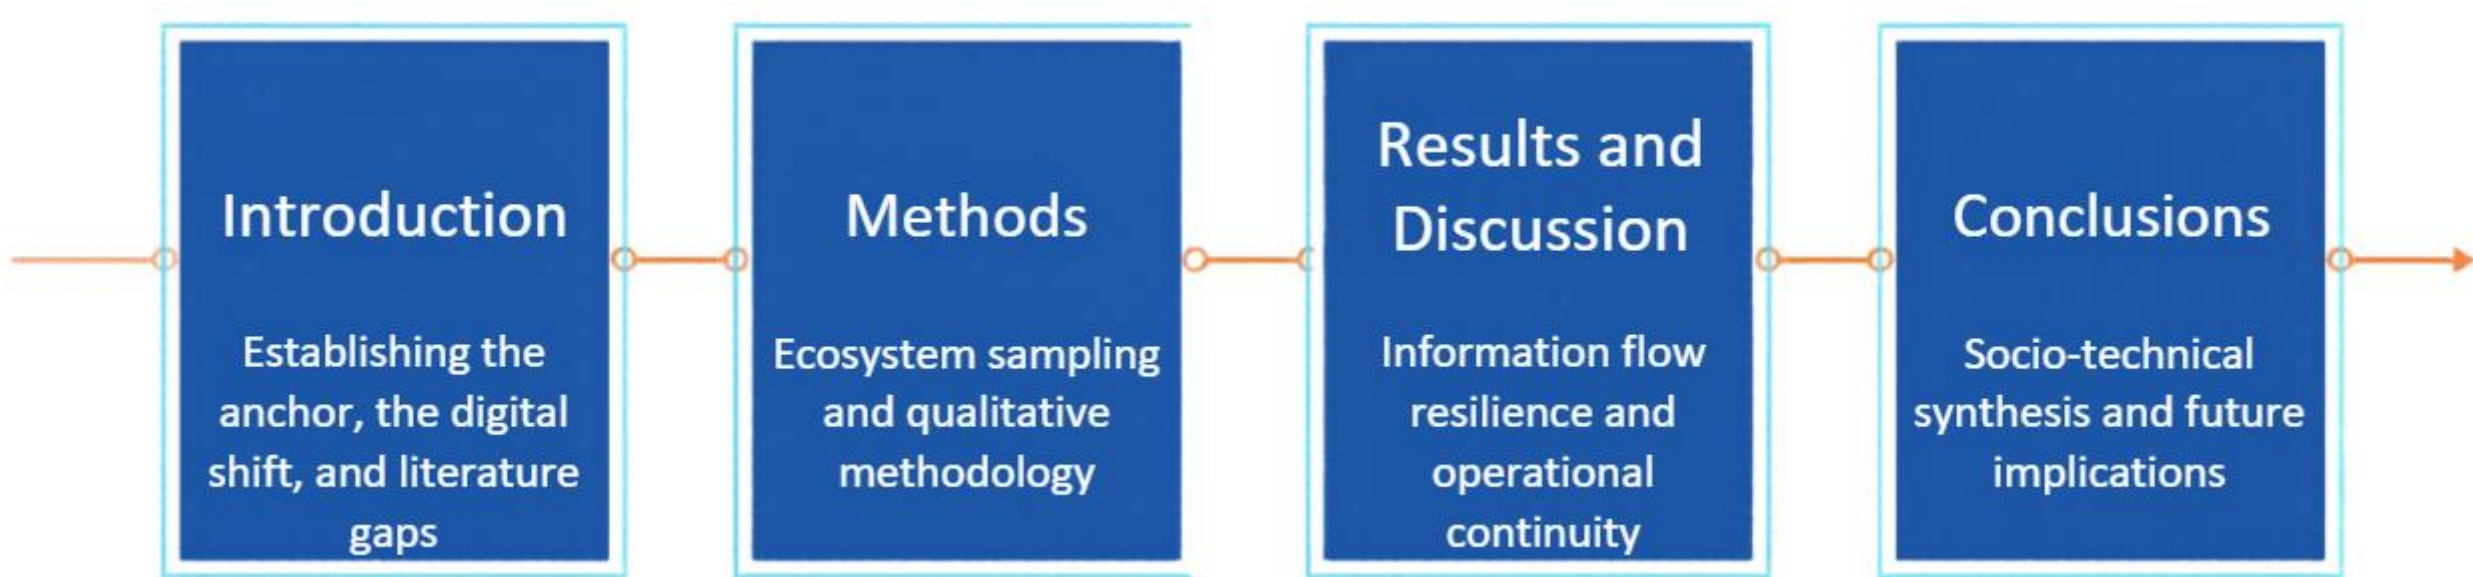 Introduction
Establishing the
anchor, the digital
shift, and literature
gaps
Methods
Ecosystem sampling
and qualitative
methodology
Results and
Discussion
Information flow
resilience and
operational
continuity
Conclusions
Socio-technical
synthesis and future
implications